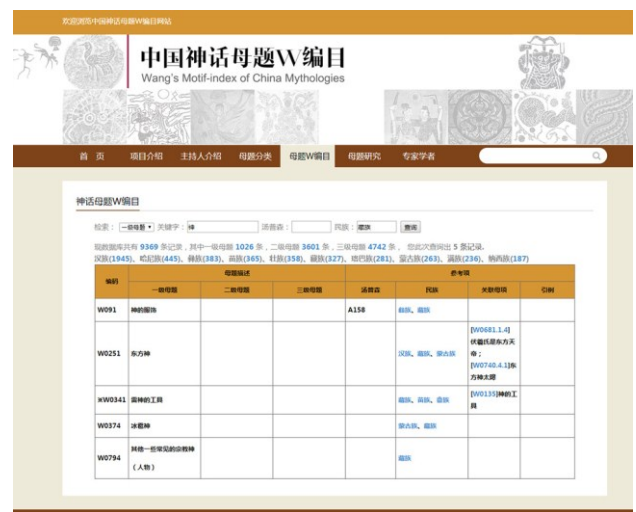 欢迎浏览中国神话母题W编目网站
中国神话母题W编目
Wang's Motif-index of China Mythologies
首 页 项目介绍 主持人介绍 母题分类 母题W编目 母题研究 专家学者
神话母题W编目
检索： 一级母题 关键字： 神 汤普森： 民族： 藏族 查询
现数据库共有 9369 条记录，其中一级母题 1026 条，二级母题 3601 条，三级母题 4742 条， 您此次查询出 5 条记录.
汉族(1945)、哈尼族(445)、彝族(383)、苗族(365)、壮族(358)、藏族(327)、珞巴族(281)、蒙古族(263)、满族(236)、纳西族(187)
编码 母题描述 参考项
一级母题 二级母题 三级母题 汤普森 民族 关联母项 引例
W091 神的服饰 A158 藏族
W0251 东方神 汉族、藏族、蒙古族 [W0681.1.4]
伏羲氏是东方天
帝；
[W0740.4.1]东
方神太皞
※W0341 雷神的工具 藏族、苗族、 [W0135]神的工
具
W0374 冰雹神 蒙古族、藏族
W0794 其他一些常见的宗教神
（人物） 藏族